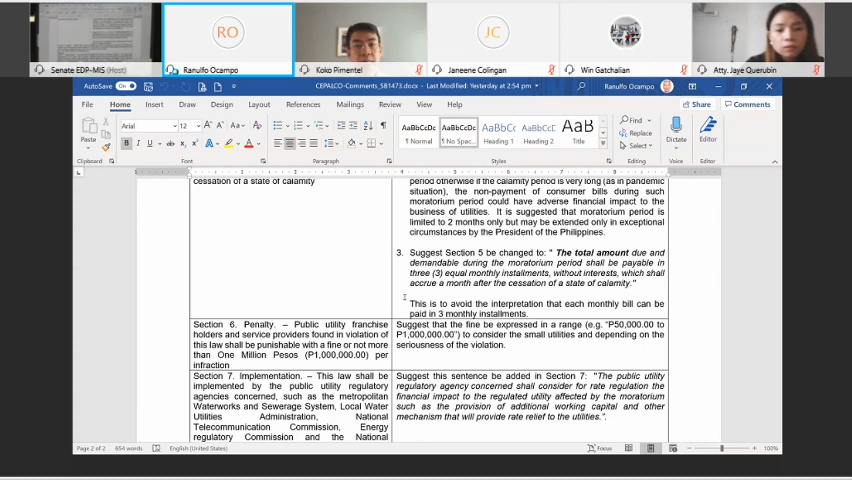 RO
JC
Senate EDP-MIS (Host)
Ranulfo Ocampo
Koko Pimentel
Janeene Colingan
Win Gatchalian
Atty. Jaye Querubin
AutoSave On
CEPALCO-Comments_SB1473.docx - Last Modified: Yesterday at 2:54 pm
Ranulfo Ocampo RO
File Home Insert Draw Design Layout References Mailings Review View Help Share Comments
Arial 12
Paste
B I U
AaBbCcDc AaBbCcDc AaBbCc AaBbCcC AaB
¶ Normal ¶ No Spac... Heading 1 Heading 2 Title
Find
Replace
Select
Dictate
Editor
Clipboard Font Paragraph Styles Editing Voice Editor
cessation of a state of calamity
period otherwise if the calamity period is very long (as in pandemic
situation), the non-payment of consumer bills during such
moratorium period could have adverse financial impact to the
business of utilities. It is suggested that moratorium period is
limited to 2 months only but may be extended only in exceptional
circumstances by the President of the Philippines.
3. Suggest Section 5 be changed to: " The total amount due and
demandable during the moratorium period shall be payable in
three (3) equal monthly installments, without interests, which shall
accrue a month after the cessation of a state of calamity."
This is to avoid the interpretation that each monthly bill can be
paid in 3 monthly installments.
Section 6. Penalty. – Public utility franchise
holders and service providers found in violation of
this law shall be punishable with a fine or not more
than One Million Pesos (P1,000,000.00) per
infraction
Suggest that the fine be expressed in a range (e.g. "P50,000.00 to
P1,000,000.00") to consider the small utilities and depending on the
seriousness of the violation.
Section 7. Implementation. – This law shall be
implemented by the public utility regulatory
agencies concerned, such as the metropolitan
Waterworks and Sewerage System, Local Water
Utilities Administration, National
Telecommunication Commission, Energy
regulatory Commission and the National
Suggest this sentence be added in Section 7: "The public utility
regulatory agency concerned shall consider for rate regulation the
financial impact to the regulated utility affected by the moratorium
such as the provision of additional working capital and other
mechanism that will provide rate relief to the utilities.".
Page 2 of 2 654 words English (United States) Focus 100%